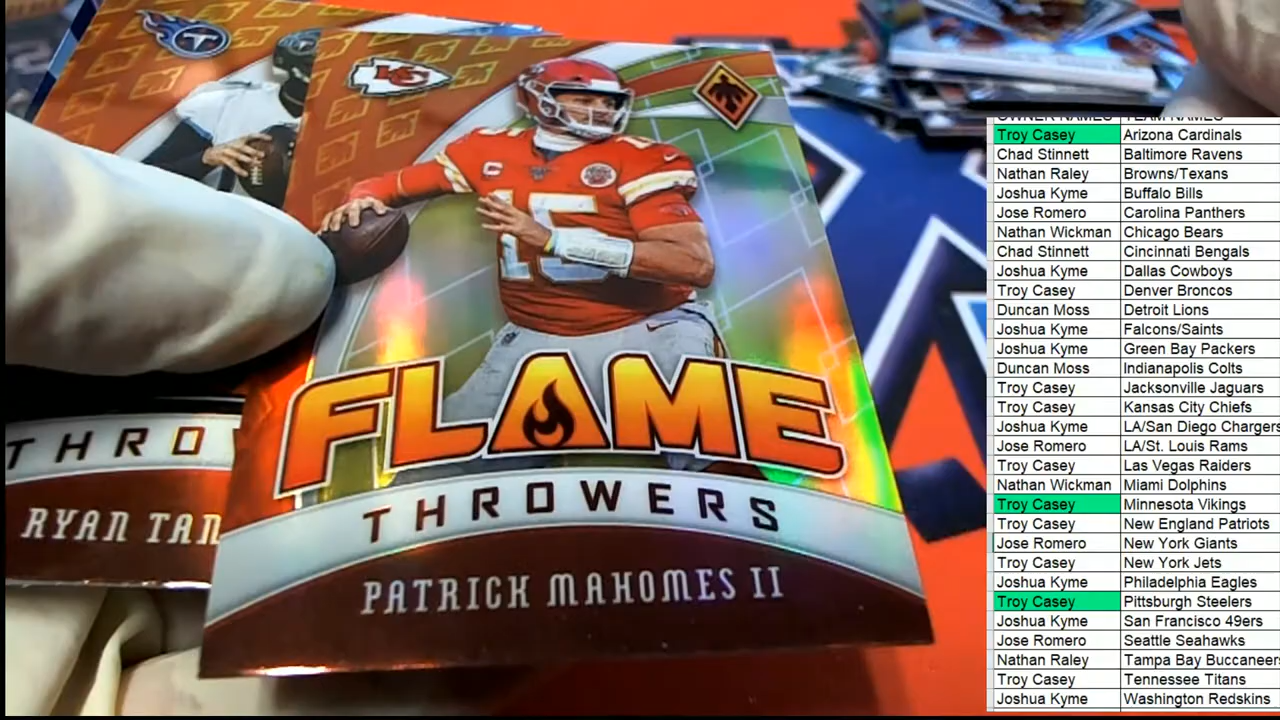 KC
15
C
FLAME
THROWERS
PATRICK MAHOMES II
T
THRO
RYAN TAN
OWNER NAMES TEAM NAMES
Troy Casey Arizona Cardinals
Chad Stinnett Baltimore Ravens
Nathan Raley Browns/Texans
Joshua Kyme Buffalo Bills
Jose Romero Carolina Panthers
Nathan Wickman Chicago Bears
Chad Stinnett Cincinnati Bengals
Joshua Kyme Dallas Cowboys
Troy Casey Denver Broncos
Duncan Moss Detroit Lions
Joshua Kyme Falcons/Saints
Joshua Kyme Green Bay Packers
Duncan Moss Indianapolis Colts
Troy Casey Jacksonville Jaguars
Troy Casey Kansas City Chiefs
Joshua Kyme LA/San Diego Chargers
Jose Romero LA/St. Louis Rams
Troy Casey Las Vegas Raiders
Nathan Wickman Miami Dolphins
Troy Casey Minnesota Vikings
Troy Casey New England Patriots
Jose Romero New York Giants
Troy Casey New York Jets
Joshua Kyme Philadelphia Eagles
Troy Casey Pittsburgh Steelers
Joshua Kyme San Francisco 49ers
Jose Romero Seattle Seahawks
Nathan Raley Tampa Bay Buccaneers
Troy Casey Tennessee Titans
Joshua Kyme Washington Redskins